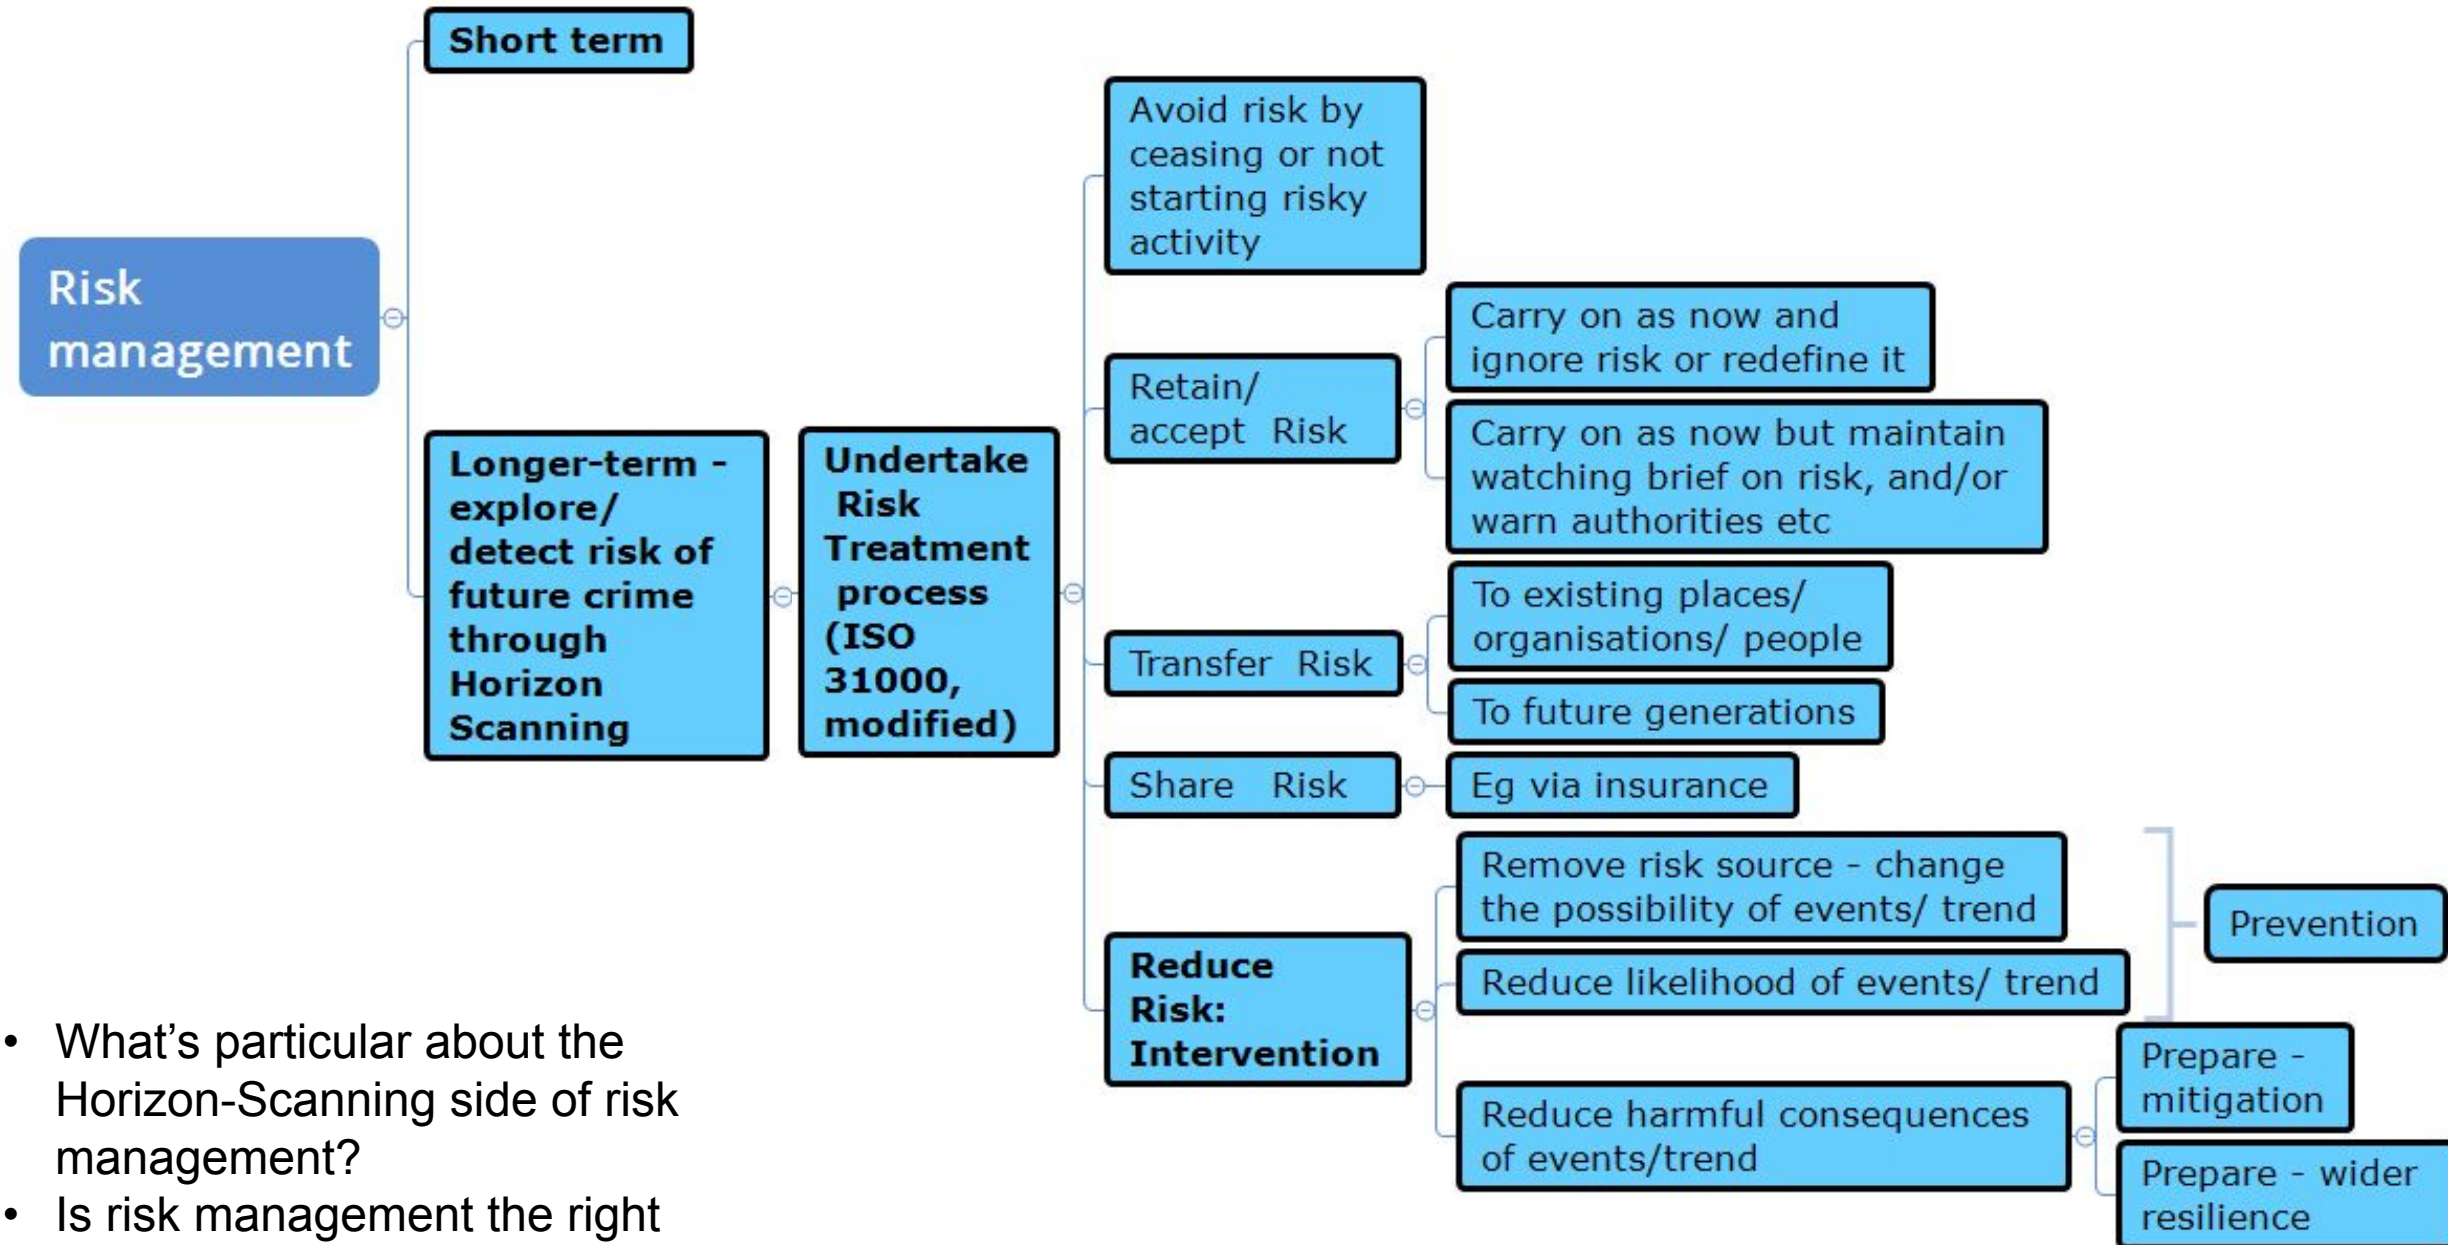 Risk
management
Short term
Longer-term -
explore/
detect risk of
future crime
through
Horizon
Scanning
Undertake
Risk
Treatment
process
(ISO
31000,
modified)
Avoid risk by
ceasing or not
starting risky
activity
Retain/
accept Risk
Carry on as now and
ignore risk or redefine it
Carry on as now but maintain
watching brief on risk, and/or
warn authorities etc
Transfer Risk
To existing places/
organisations/ people
To future generations
Share Risk
Eg via insurance
Reduce
Risk:
Intervention
Remove risk source - change
the possibility of events/ trend
Reduce likelihood of events/ trend
Prevention
Reduce harmful consequences
of events/trend
Prepare -
mitigation
Prepare - wider
resilience
• What’s particular about the
Horizon-Scanning side of risk
management?
• Is risk management the right